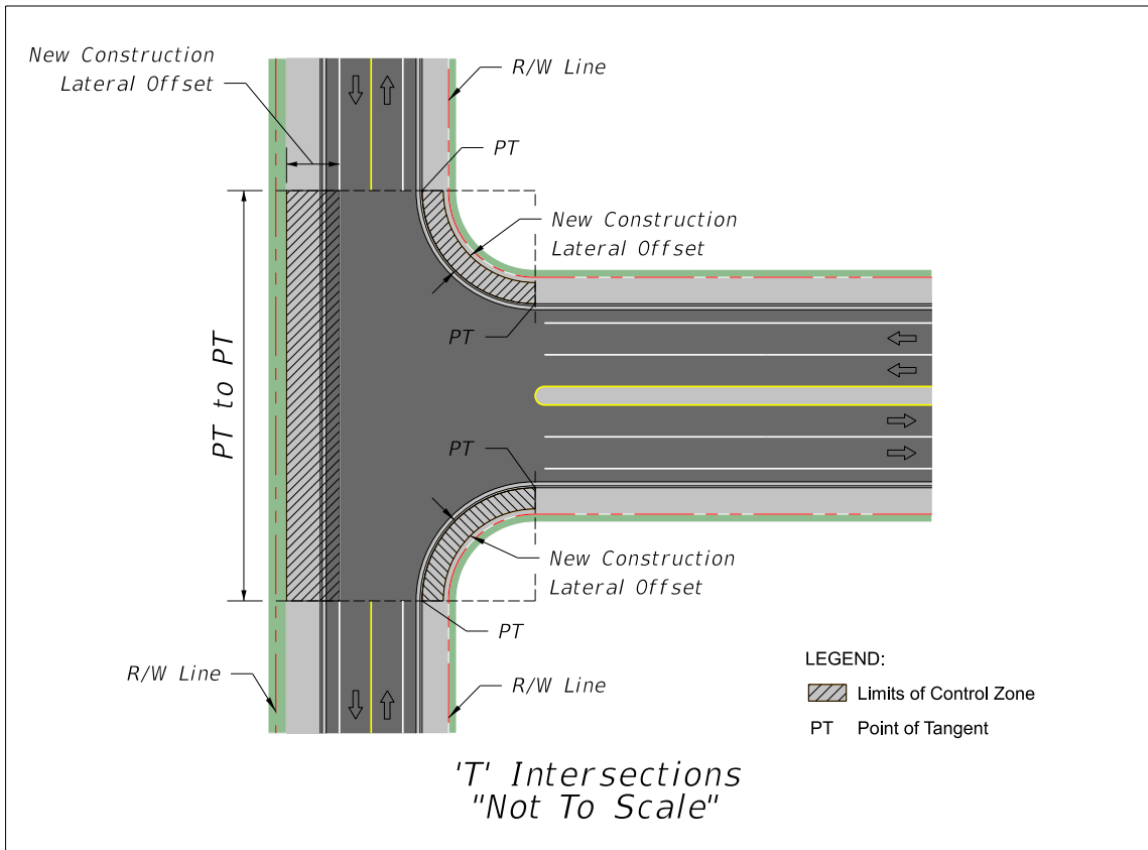 New Construction
Lateral Offset
R/W Line
PT
New Construction
Lateral Offset
PT to PT
PT
PT
New Construction
Lateral Offset
PT
R/W Line
R/W Line
LEGEND:
Limits of Control Zone
PT Point of Tangent
'T' Intersections
"Not To Scale"